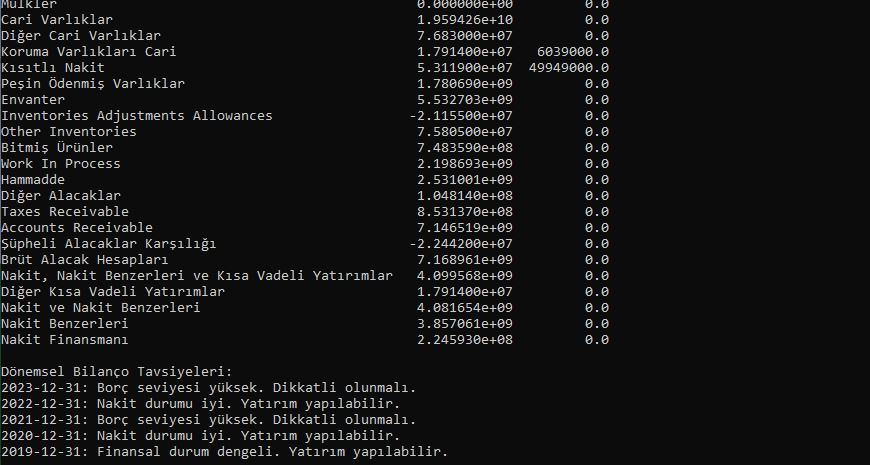 Mülkler 0.000000e+00 0.0
Cari Varlıklar 1.959426e+10 0.0
Diğer Cari Varlıklar 7.683000e+07 0.0
Koruma Varlıkları Cari 1.791400e+07 6039000.0
Kısıtlı Nakit 5.311900e+07 49949000.0
Peşin Ödenmiş Varlıklar 1.780690e+09 0.0
Envanter 5.532703e+09 0.0
Inventories Adjustments Allowances -2.115500e+07 0.0
Other Inventories 7.580500e+07 0.0
Bitmiş Ürünler 7.483590e+08 0.0
Work In Process 2.198693e+09 0.0
Hammadde 2.531001e+09 0.0
Diğer Alacaklar 1.048140e+08 0.0
Taxes Receivable 8.531370e+08 0.0
Accounts Receivable 7.146519e+09 0.0
Şüpheli Alacaklar Karşılığı -2.244200e+07 0.0
Brüt Alacak Hesapları 7.168961e+09 0.0
Nakit, Nakit Benzerleri ve Kısa Vadeli Yatırımlar 4.099568e+09 0.0
Diğer Kısa Vadeli Yatırımlar 1.791400e+07 0.0
Nakit ve Nakit Benzerleri 4.081654e+09 0.0
Nakit Benzerleri 3.857061e+09 0.0
Nakit Finansmanı 2.245930e+08 0.0
Dönemsel Bilanço Tavsiyeleri:
2023-12-31: Borç seviyesi yüksek. Dikkatli olunmalı.
2022-12-31: Nakit durumu iyi. Yatırım yapılabilir.
2021-12-31: Borç seviyesi yüksek. Dikkatli olunmalı.
2020-12-31: Nakit durumu iyi. Yatırım yapılabilir.
2019-12-31: Finansal durum dengeli. Yatırım yapılabilir.